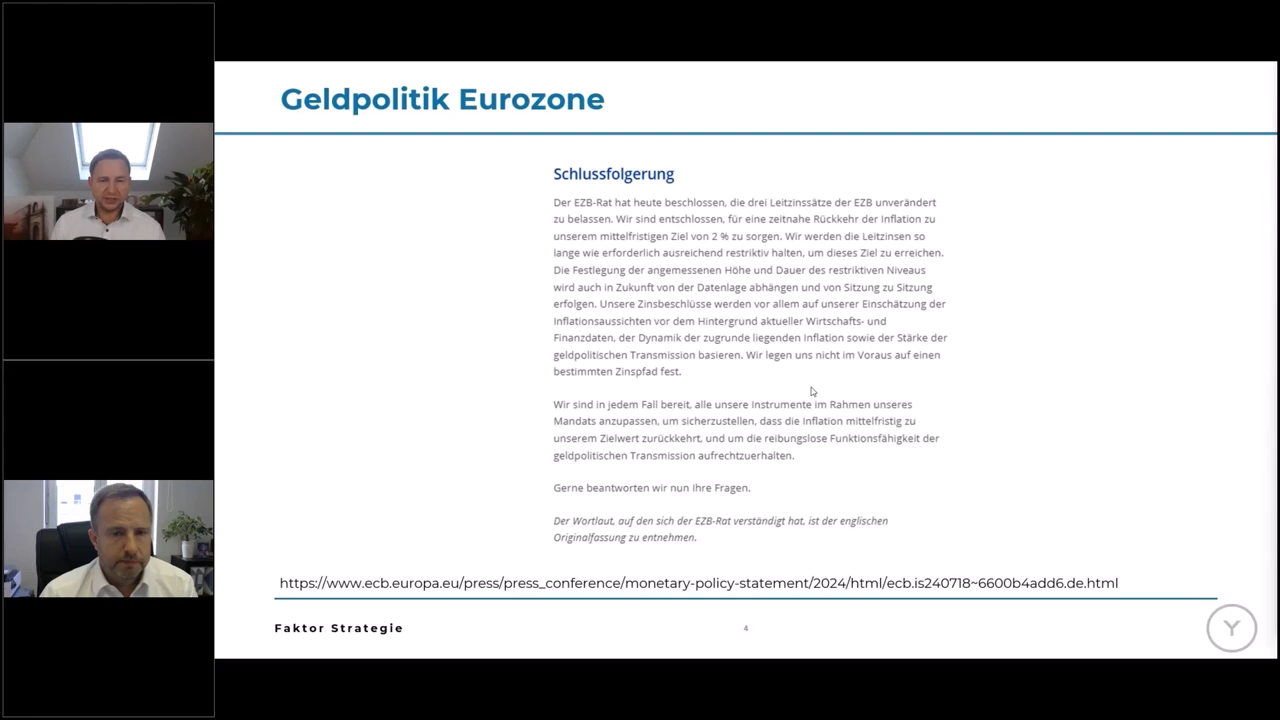 Geldpolitik Eurozone
Schlussfolgerung
Der EZB-Rat hat heute beschlossen, die drei Leitzinssätze der EZB unverändert
zu belassen. Wir sind entschlossen, für eine zeitnahe Rückkehr der Inflation zu
unserem mittelfristigen Ziel von 2 % zu sorgen. Wir werden die Leitzinsen so
lange wie erforderlich ausreichend restriktiv halten, um dieses Ziel zu erreichen.
Die Festlegung der angemessenen Höhe und Dauer des restriktiven Niveaus
wird auch in Zukunft von der Datenlage abhängen und von Sitzung zu Sitzung
erfolgen. Unsere Zinsbeschlüsse werden vor allem auf unserer Einschätzung der
Inflationsaussichten vor dem Hintergrund aktueller Wirtschafts- und
Finanzdaten, der Dynamik der zugrunde liegenden Inflation sowie der Stärke der
geldpolitischen Transmission basieren. Wir legen uns nicht im Voraus auf einen
bestimmten Zinspfad fest.
Wir sind in jedem Fall bereit, alle unsere Instrumente im Rahmen unseres
Mandats anzupassen, um sicherzustellen, dass die Inflation mittelfristig zu
unserem Zielwert zurückkehrt, und um die reibungslose Funktionsfähigkeit der
geldpolitischen Transmission aufrechtzuerhalten.
Gerne beantworten wir nun Ihre Fragen.
Der Wortlaut, auf den sich der EZB-Rat verständigt hat, ist der englischen
Originalfassung zu entnehmen.
https://www.ecb.europa.eu/press/press_conference/monetary-policy-statement/2024/html/ecb.is240718~6600b4add6.de.html
Faktor Strategie
4
Y